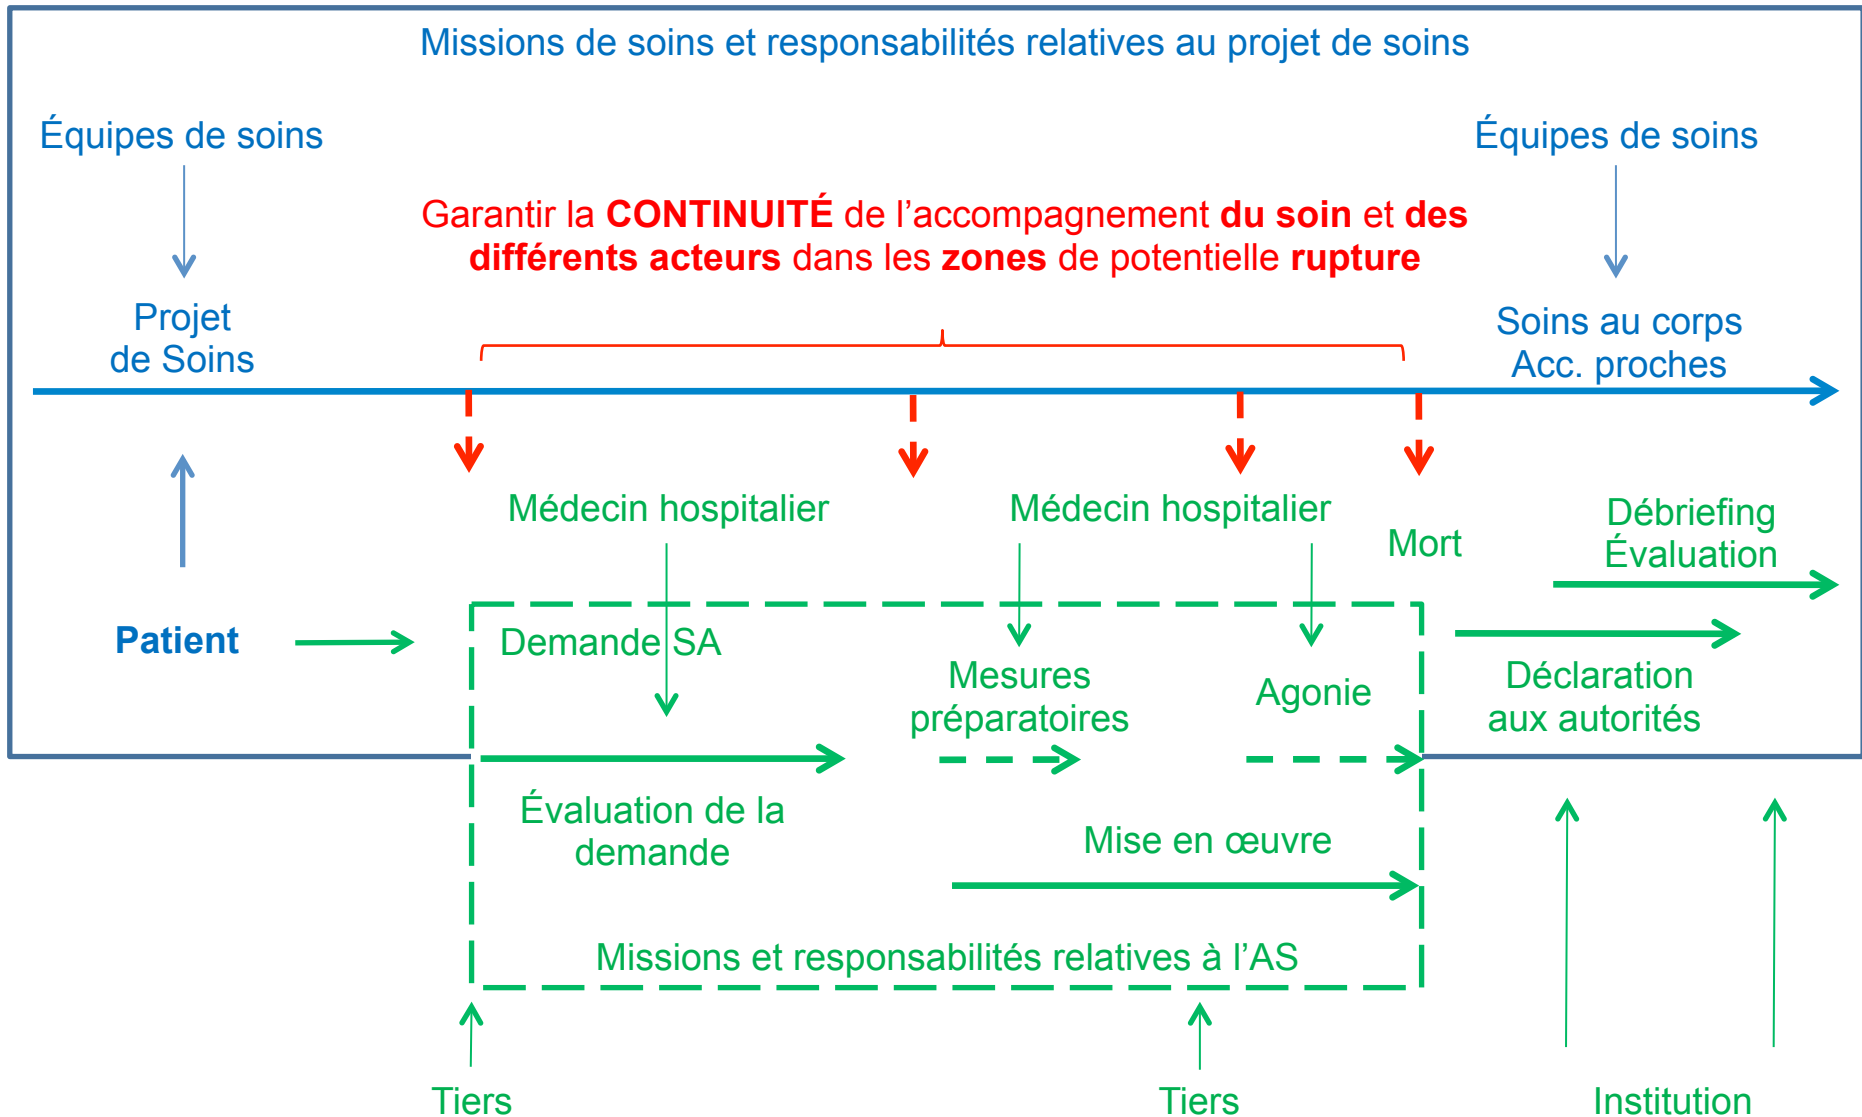 Missions de soins et responsabilités relatives au projet de soins
Équipes de soins
Équipes de soins
Garantir la CONTINUITÉ de l’accompagnement du soin et des
différents acteurs dans les zones de potentielle rupture
Projet
de Soins
Soins au corps
Acc. proches
Médecin hospitalier
Médecin hospitalier
Mort
Débriefing
Évaluation
Patient
Demande SA
Mesures
préparatoires
Agonie
Déclaration
aux autorités
Évaluation de la
demande
Mise en œuvre
Missions et responsabilités relatives à l’AS
Tiers
Tiers
Institution